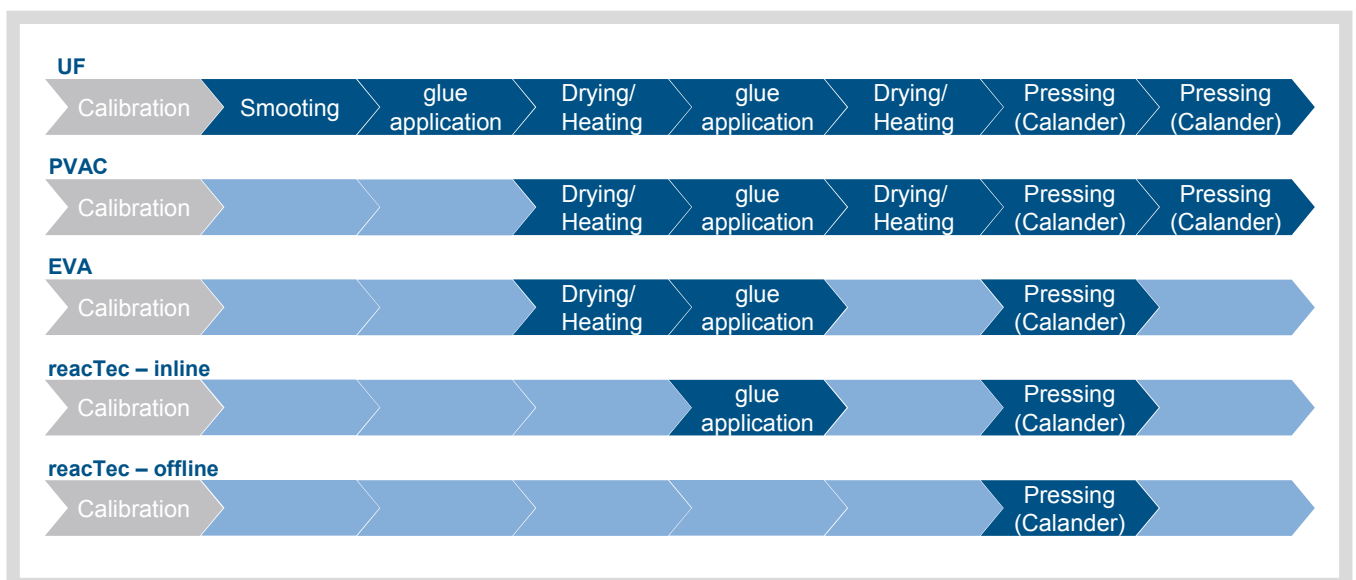 UF
Calibration
Smooting
glue
application
Drying/
Heating
glue
application
Drying/
Heating
Pressing
(Calander)
Pressing
(Calander)
PVAC
Calibration
Drying/
Heating
glue
application
Drying/
Heating
Pressing
(Calander)
Pressing
(Calander)
EVA
Calibration
Drying/
Heating
glue
application
Pressing
(Calander)
reacTec – inline
Calibration
glue
application
Pressing
(Calander)
reacTec – offline
Calibration
Pressing
(Calander)